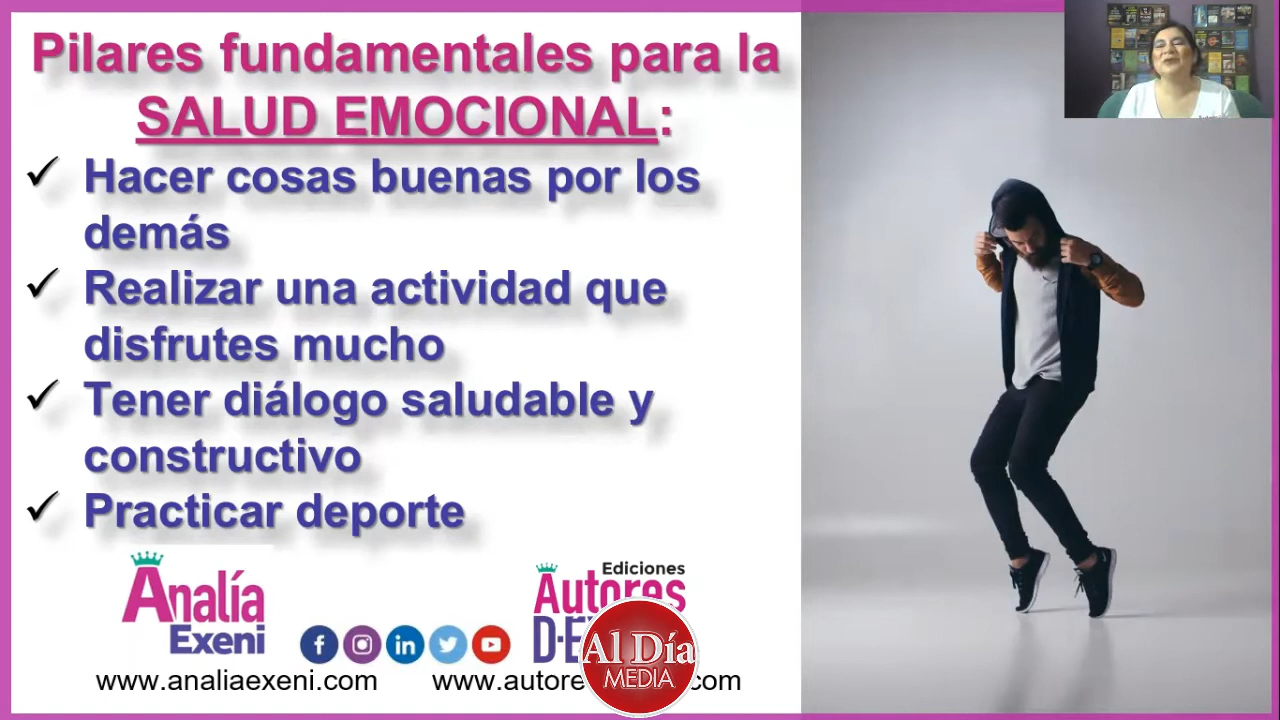 Pilares fundamentales para la
SALUD EMOCIONAL:
✓ Hacer cosas buenas por los
demás
✓ Realizar una actividad que
disfrutes mucho
✓ Tener diálogo saludable y
constructivo
✓ Practicar deporte
Analía
Exeni
Ediciones
Autores
Al Día
MEDIA
www.analiaexeni.com